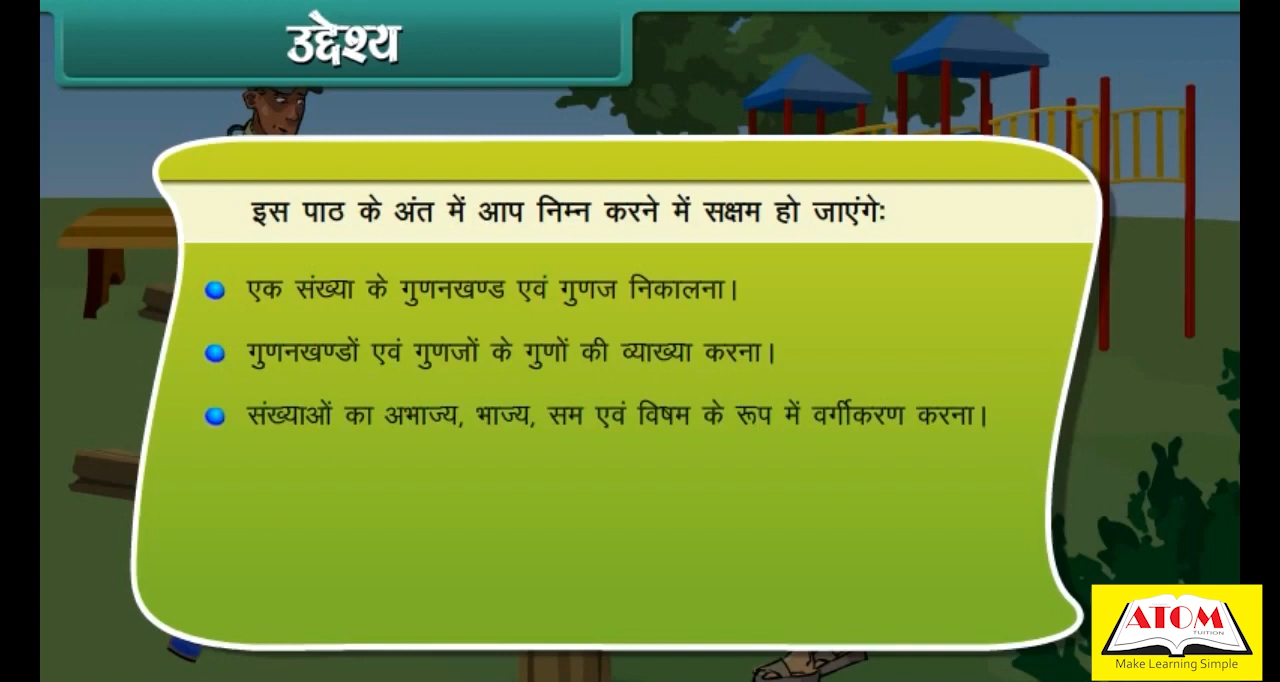 उद्देश्य
इस पाठ के अंत में आप निम्न करने में सक्षम हो जाएंगे:
एक संख्या के गुणनखण्ड एवं गुणज निकालना।
गुणनखण्डों एवं गुणजों के गुणों की व्याख्या करना।
संख्याओं का अभाज्य, भाज्य, सम एवं विषम के रूप में वर्गीकरण करना।
ATOM
TUITION
Make Learning Simple